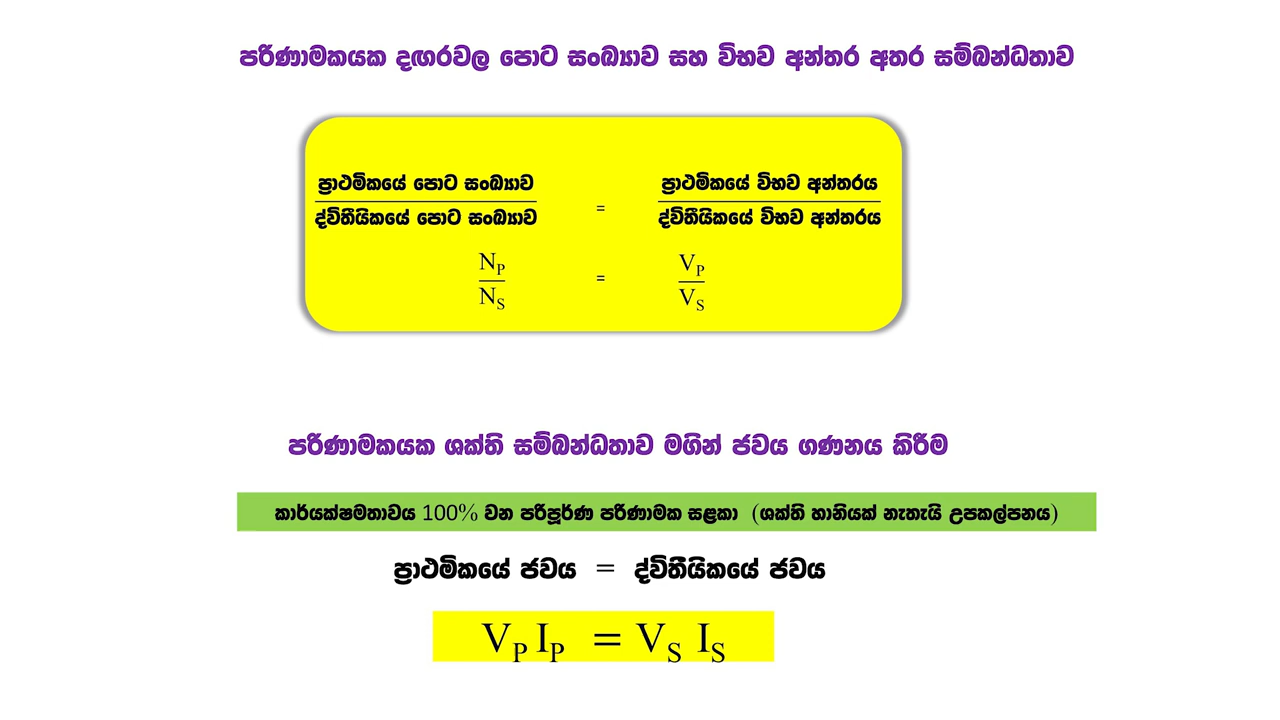 පරිණාමකයක දඟරවල පොට සංඛ්‍යාව සහ විභව අන්තර අතර සම්බන්ධතාව
ප්‍රාථමිකයේ පොට සංඛ්‍යාව = ප්‍රාථමිකයේ විභව අන්තරය
ද්විතීයිකයේ පොට සංඛ්‍යාව ද්විතීයිකයේ විභව අන්තරය
N_P = V_P
N_S V_S
පරිණාමකයක ශක්ති සම්බන්ධතාව මගින් ජවය ගණනය කිරීම
කාර්යක්ෂමතාවය 100% වන පරිපූර්ණ පරිණාමක සළකා (ශක්ති හානියක් නැතැයි උපකල්පනය)
ප්‍රාථමිකයේ ජවය = ද්විතීයිකයේ ජවය
V_P I_P = V_S I_S